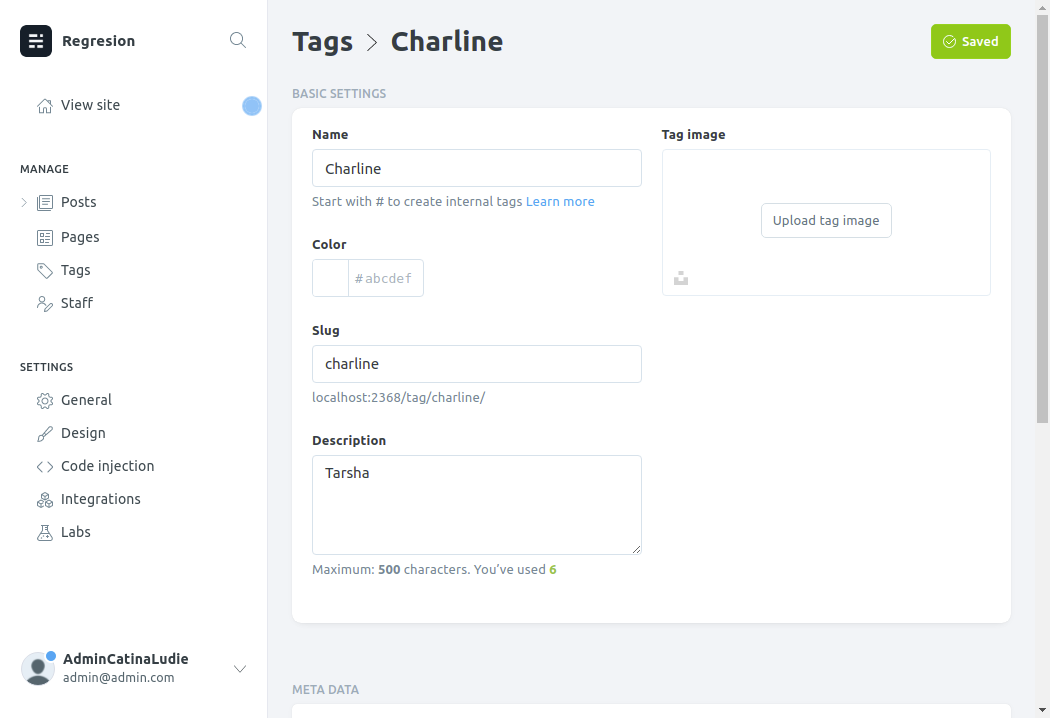 Regresion
View site
MANAGE
Posts
Pages
Tags
Staff
SETTINGS
General
Design
Code injection
Integrations
Labs
AdminCatinaLudie
admin@admin.com
Tags > Charline
Saved
BASIC SETTINGS
Name
Charline
Start with # to create internal tags Learn more
Color
#abcdef
Slug
charline
localhost:2368/tag/charline/
Description
Tarsha
Maximum: 500 characters. You’ve used 6
Tag image
Upload tag image
META DATA